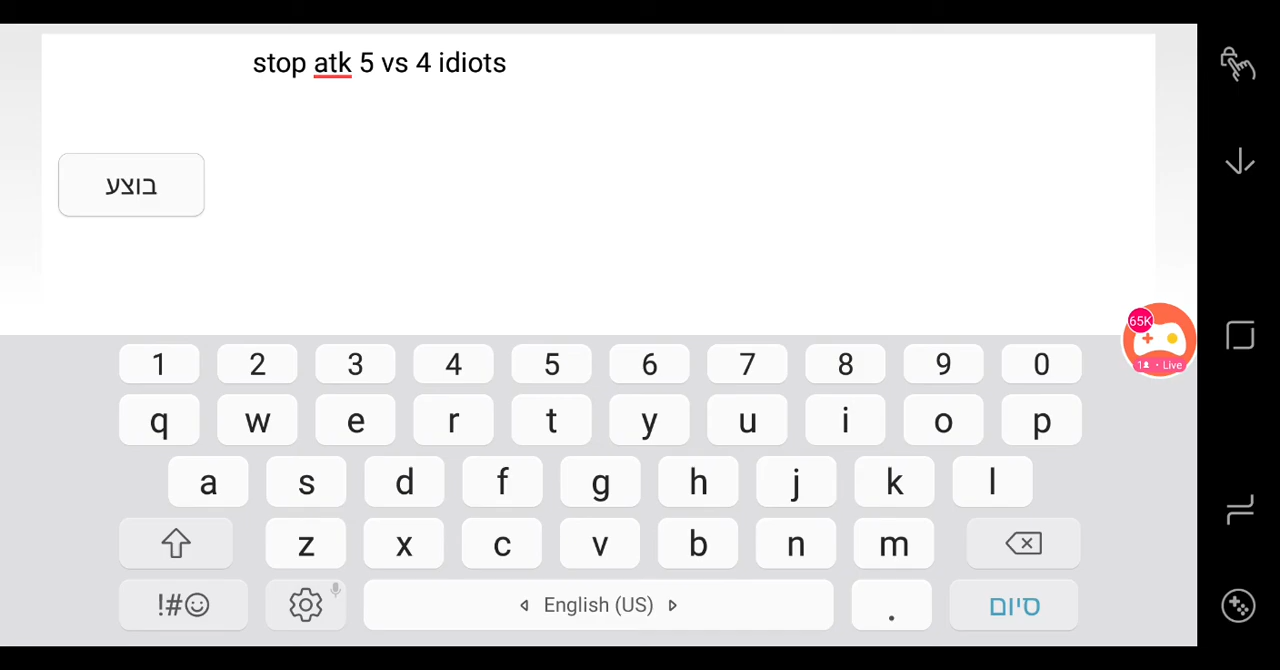 stop atk 5 vs 4 idiots
בוצע
65K
1 • Live
1 2 3 4 5 6 7 8 9 0
q w e r t y u i o p
a s d f g h j k l
z x c v b n m
!#☺ English (US) . סיום